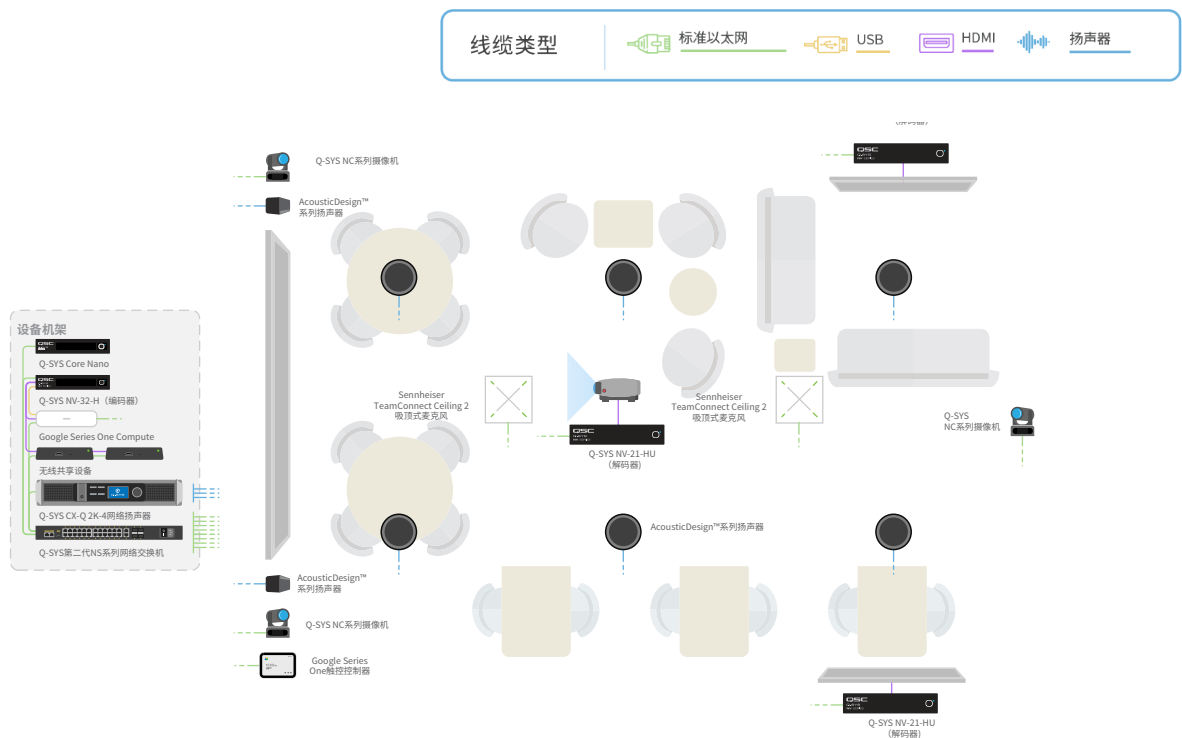 线缆类型
标准以太网
USB
HDMI
扬声器
(解码器)
QSC
Q-SYS NC系列摄像机
AcousticDesign™
系列扬声器
设备机架
QSC
Q-SYS Core Nano
QSC
Q-SYS NV-32-H（编码器）
Google Series One Compute
无线共享设备
Q-SYS CX-Q 2K-4网络扬声器
Q-SYS第二代NS系列网络交换机
Sennheiser
TeamConnect Ceiling 2
吸顶式麦克风
QSC
Q-SYS NV-21-HU
（解码器)
Sennheiser
TeamConnect Ceiling 2
吸顶式麦克风
Q-SYS
NC系列摄像机
AcousticDesign™系列扬声器
AcousticDesign™
系列扬声器
Q-SYS NC系列摄像机
Google Series
One触控控制器
QSC
Q-SYS NV-21-HU
（解码器)